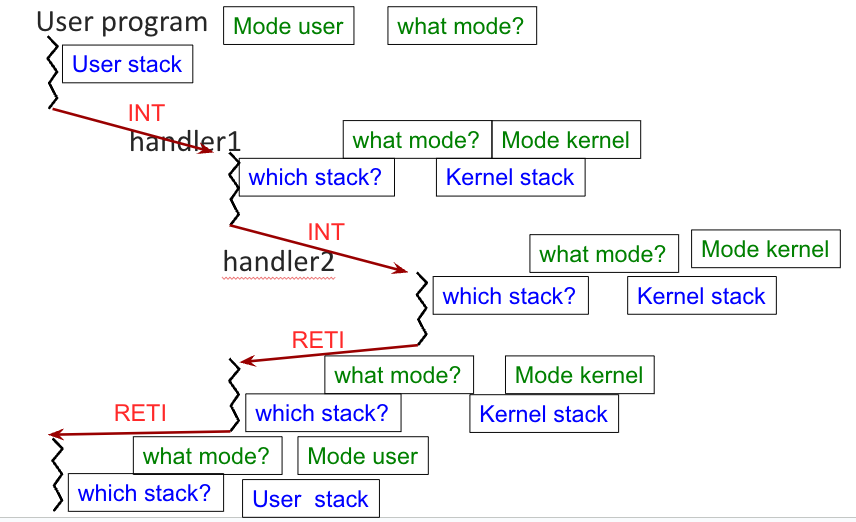 User program Mode user what mode?
User stack
INT
handler1 what mode? Mode kernel
which stack? Kernel stack
INT
handler2 what mode? Mode kernel
which stack? Kernel stack
RETI
what mode? Mode kernel
which stack? Kernel stack
RETI
what mode? Mode user
which stack? User stack